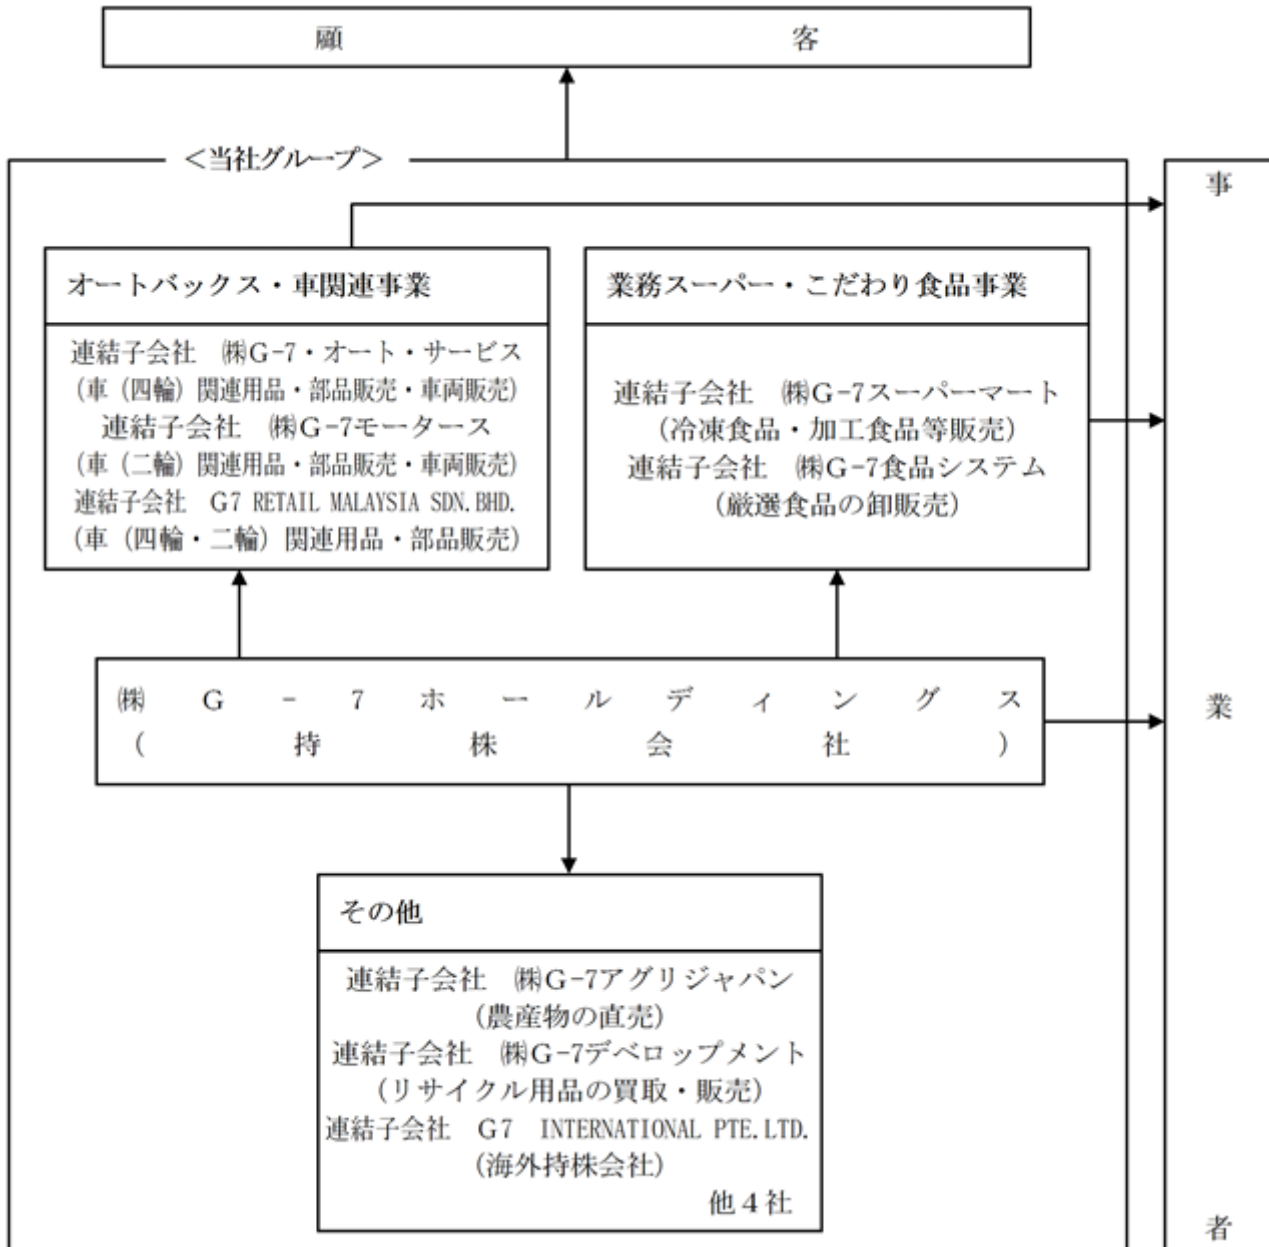 顧客
＜当社グループ＞
オートバックス・車関連事業
連結子会社　㈱G-7・オート・サービス
(車（四輪）関連用品・部品販売・車両販売)
連結子会社　㈱G-7モータース
(車（二輪）関連用品・部品販売・車両販売)
連結子会社　G7 RETAIL MALAYSIA SDN.BHD.
(車（四輪・二輪）関連用品・部品販売)
業務スーパー・こだわり食品事業
連結子会社　㈱G-7スーパーマート
(冷凍食品・加工食品等販売)
連結子会社　㈱G-7食品システム
(厳選食品の卸販売)
㈱G-7ホールディングス
(持株会社)
その他
連結子会社　㈱G-7アグリジャパン
(農産物の直売)
連結子会社　㈱G-7デベロップメント
(リサイクル用品の買取・販売)
連結子会社　G7　INTERNATIONAL PTE.LTD.
(海外持株会社)
他４社
事業者